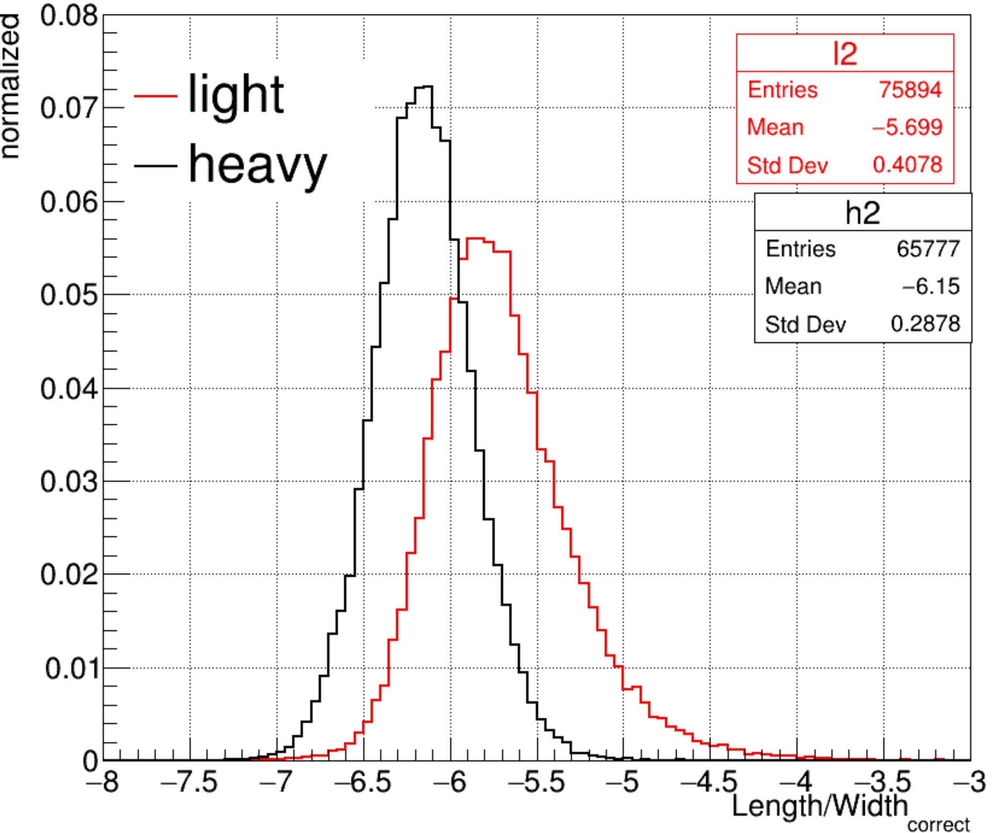 normalized
0.08
0.07
0.06
0.05
0.04
0.03
0.02
0.01
0
light
heavy
l2
Entries 75894
Mean −5.699
Std Dev 0.4078
h2
Entries 65777
Mean −6.15
Std Dev 0.2878
−8 −7.5 −7 −6.5 −6 −5.5 −5 −4.5 −4 −3.5 −3
Length/Width correct